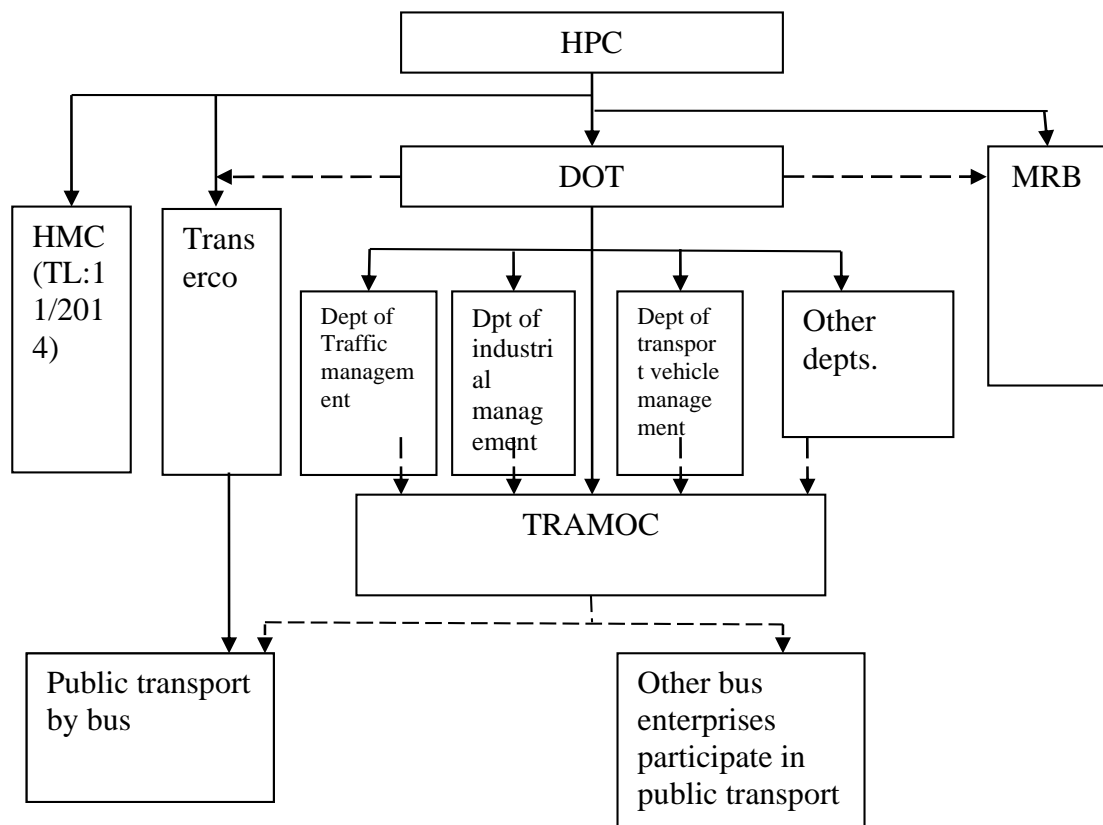 HPC
DOT
MRB
HMC
(TL:1
1/201
4)
Trans
erco
Dept of
Traffic
managem
ent
Dpt of
industri
al
manag
ement
Dept of
transpor
t vehicle
manage
ment
Other
depts.
TRAMOC
Public transport
by bus
Other bus
enterprises
participate in
public transport